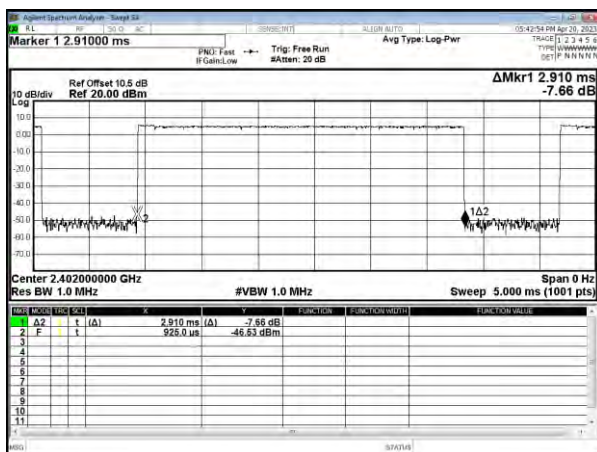 Agilent Spectrum Analyzer - Swept SA
RL RF 50 Ω AC SENSE:INT ALIGN AUTO 05:42:54 PM Apr 20, 2023
Marker 1 2.91000 ms Avg Type: Log-Pwr TRACE 1 2 3 4 5 6
PNO: Fast Trig: Free Run TYPE WWWWWW
IFGain:Low #Atten: 20 dB DET P NNNNN
Ref Offset 10.5 dB ΔMkr1 2.910 ms
10 dB/div Ref 20.00 dBm -7.66 dB
Log
10.0
0.00
-10.0
-20.0
-30.0
-40.0
-50.0
-60.0
-70.0
2
1Δ2
Center 2.402000000 GHz Span 0 Hz
Res BW 1.0 MHz #VBW 1.0 MHz Sweep 5.000 ms (1001 pts)
MKR MODE TRC SCL X Y FUNCTION FUNCTION WIDTH FUNCTION VALUE
1 Δ2 t (Δ) 2.910 ms (Δ) -7.66 dB
2 F t 925.0 us -46.53 dBm
3
4
5
6
7
8
9
10
11
MSG STATUS